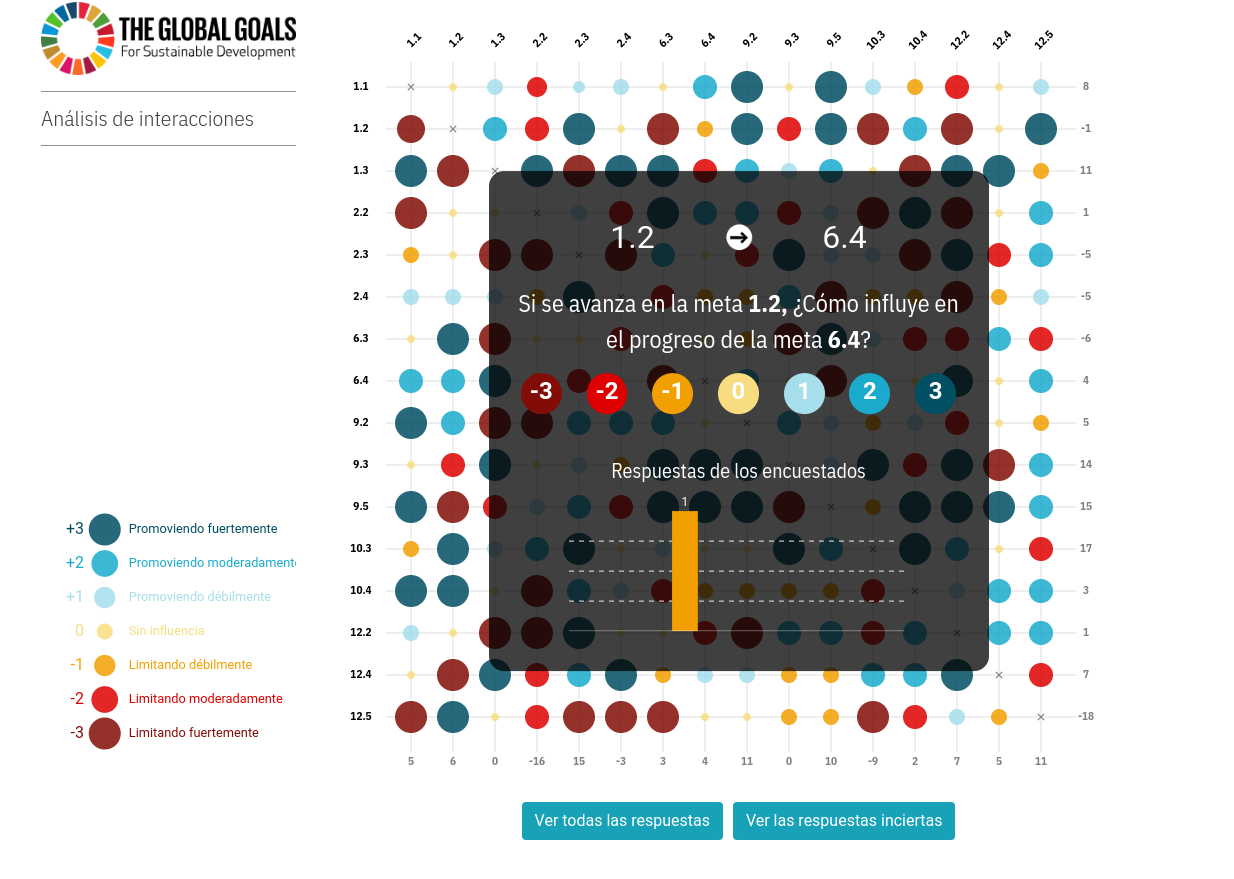 THE GLOBAL GOALS
For Sustainable Development
Análisis de interacciones
1.1 1.2 1.3 2.2 2.3 2.4 6.3 6.4 9.2 9.3 9.5 10.3 10.4 12.2 12.4 12.5
1.1 8
1.2 -1
1.3 11
2.2 1
2.3 -5
2.4 -5
6.3 -6
6.4 4
9.2 5
9.3 14
9.5 15
10.3 17
10.4 3
12.2 1
12.4 7
12.5 -18
5 6 0 -16 15 -3 3 4 11 0 10 -9 2 7 5 11
1.2 6.4
Si se avanza en la meta 1.2, ¿Cómo influye en
el progreso de la meta 6.4?
-3 -2 -1 0 1 2 3
Respuestas de los encuestados
1
+3 Promoviendo fuertemente
+2 Promoviendo moderadament
+1 Promoviendo débilmente
0 Sin influencia
-1 Limitando débilmente
-2 Limitando moderadamente
-3 Limitando fuertemente
Ver todas las respuestas
Ver las respuestas inciertas